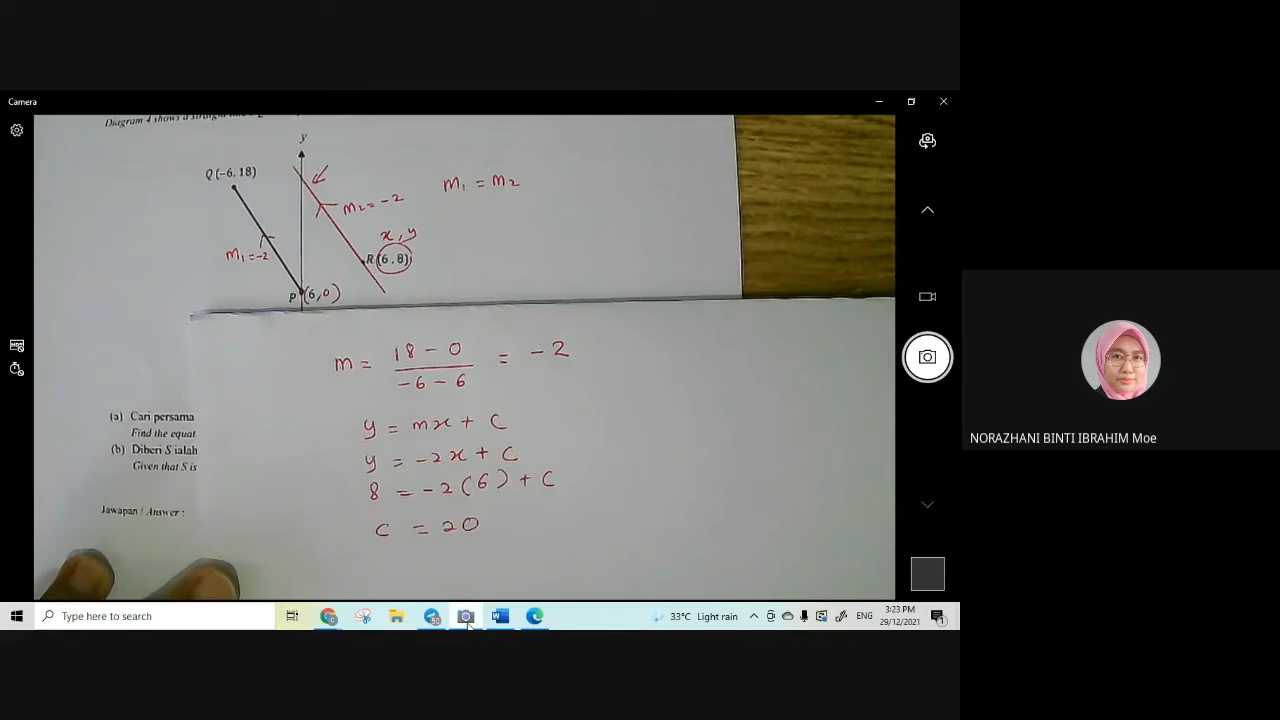 Camera
Diagram 4 shows a straight
y
Q (-6, 18)
m₁ = m₂
m₂ = -2
x, y
m₁ = -2
R (6, 8)
P (6, 0)
m = 18 - 0 / -6 - 6 = -2
(a) Cari persama
Find the equat
(b) Diberi S ialah
Given that S is
y = mx + c
y = -2x + c
8 = -2(6) + c
c = 20
Jawapan / Answer :
NORAZHANI BINTI IBRAHIM Moe
Type here to search
33°C Light rain
ENG
3:23 PM
29/12/2021